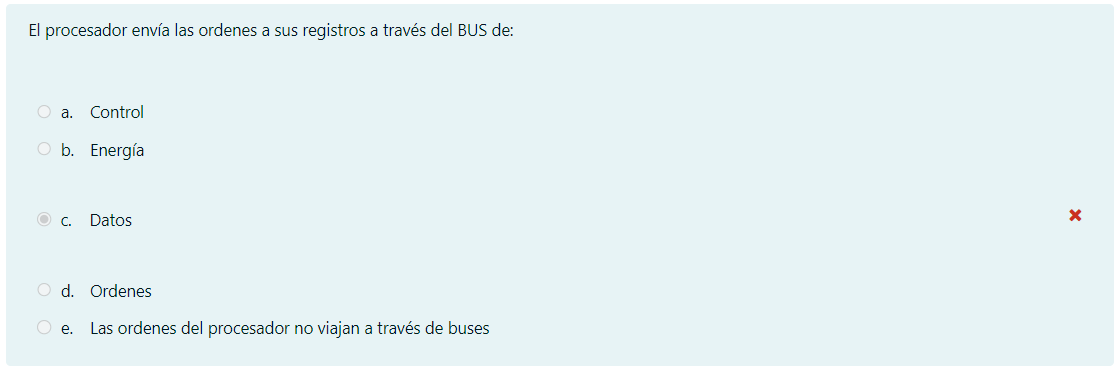 El procesador envía las ordenes a sus registros a través del BUS de:
a. Control
b. Energía
c. Datos
d. Ordenes
e. Las ordenes del procesador no viajan a través de buses